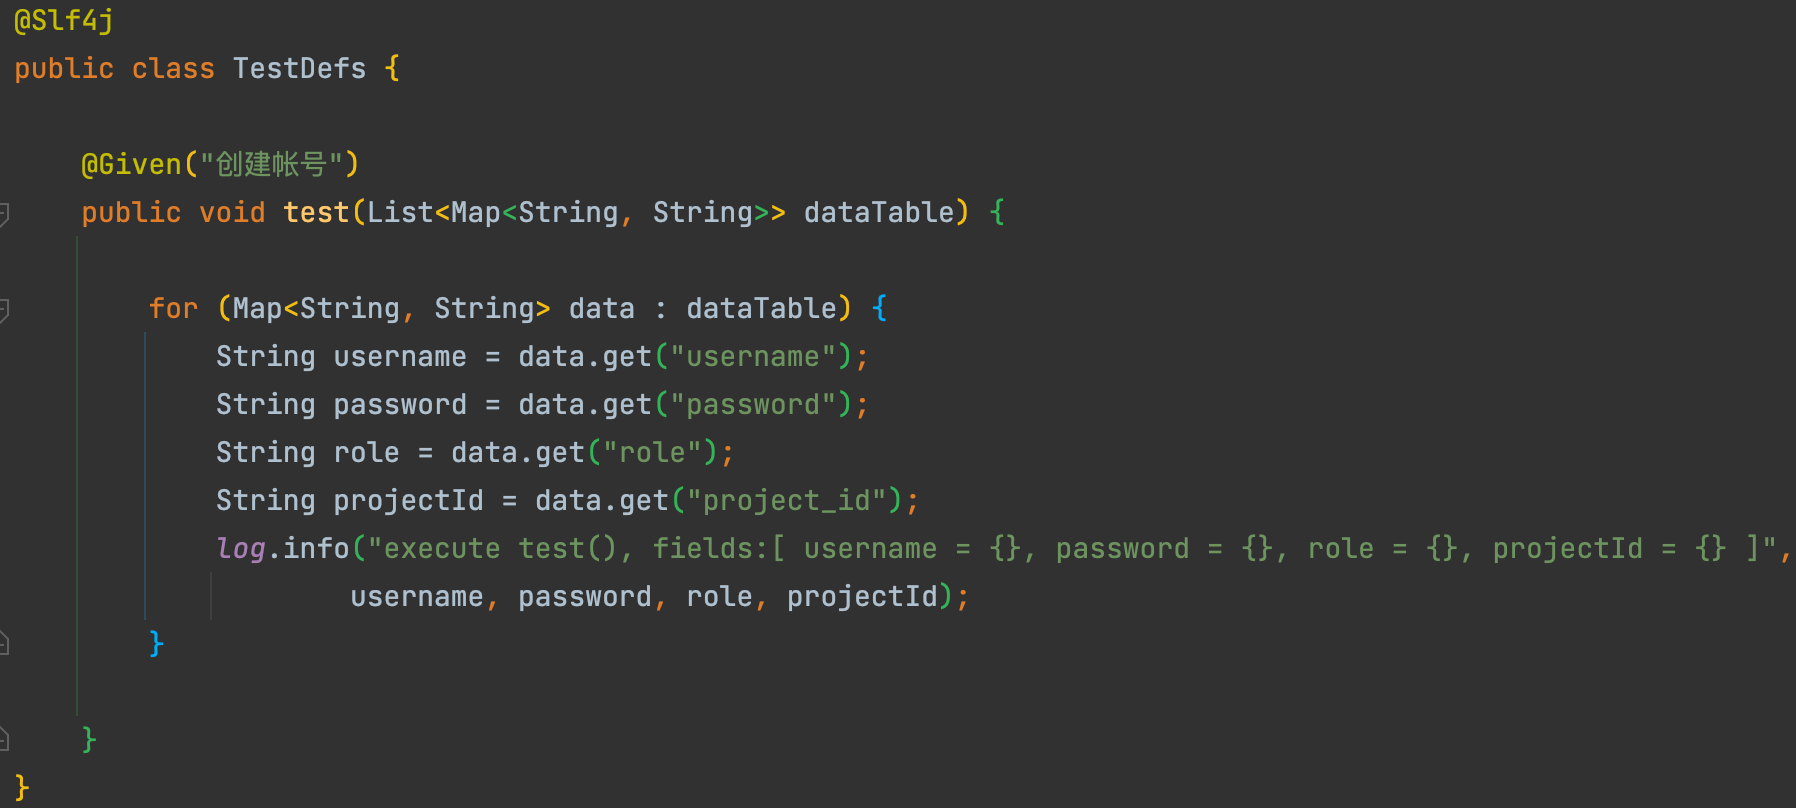 @Slf4j
public class TestDefs {
@Given("创建帐号")
public void test(List<Map<String, String>> dataTable) {
for (Map<String, String> data : dataTable) {
String username = data.get("username");
String password = data.get("password");
String role = data.get("role");
String projectId = data.get("project_id");
log.info("execute test(), fields:[ username = {}, password = {}, role = {}, projectId = {} ]",
username, password, role, projectId);
}
}
}